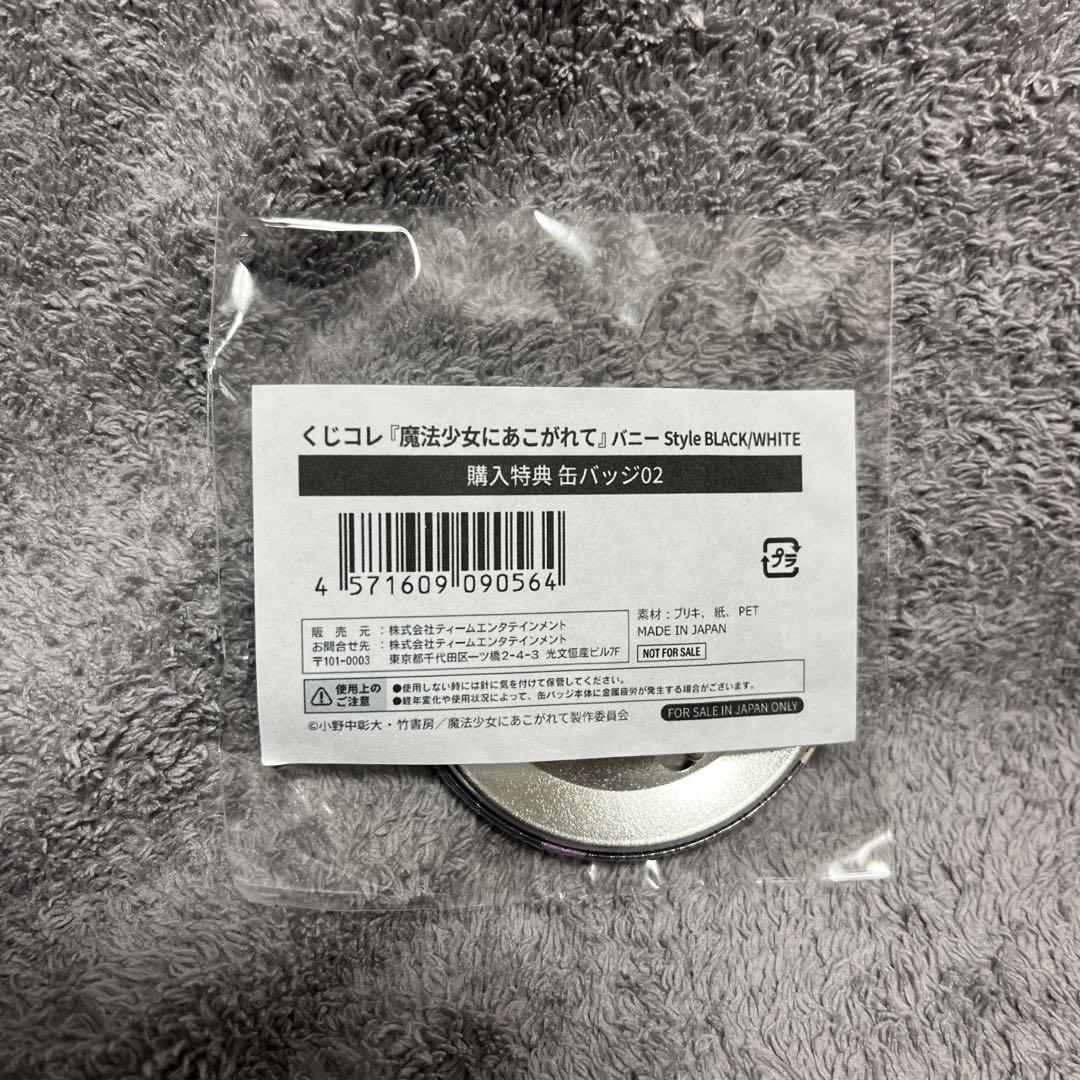 くじコレ『魔法少女にあこがれて』バニー Style BLACK/WHITE
購入特典 缶バッジ02
4 571609 090564
プラ
販売元 : 株式会社ティームエンタテインメント
お問合せ先 : 株式会社ティームエンタテインメント
〒101-0003 東京都千代田区一ツ橋2-4-3 光文恒産ビル7F
素材 : ブリキ、紙、PET
MADE IN JAPAN
NOT FOR SALE
使用上のご注意
●使用しない時には針に気を付けて保管してください。
●経年変化や使用状況によって、缶バッジ本体に金属疲労が発生する場合がございます。
©小野中彰大・竹書房／魔法少女にあこがれて製作委員会
FOR SALE IN JAPAN ONLY